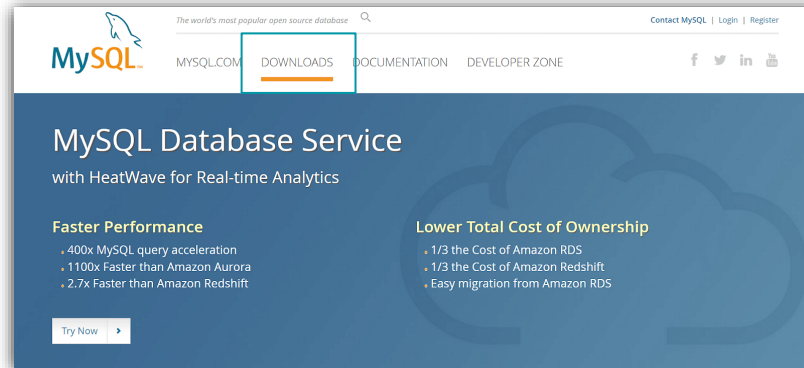 The world's most popular open source database
Contact MySQL | Login | Register
MySQL
MYSQL.COM DOWNLOADS DOCUMENTATION DEVELOPER ZONE
MySQL Database Service
with HeatWave for Real-time Analytics
Faster Performance
400x MySQL query acceleration
1100x Faster than Amazon Aurora
2.7x Faster than Amazon Redshift
Lower Total Cost of Ownership
1/3 the Cost of Amazon RDS
1/3 the Cost of Amazon Redshift
Easy migration from Amazon RDS
Try Now